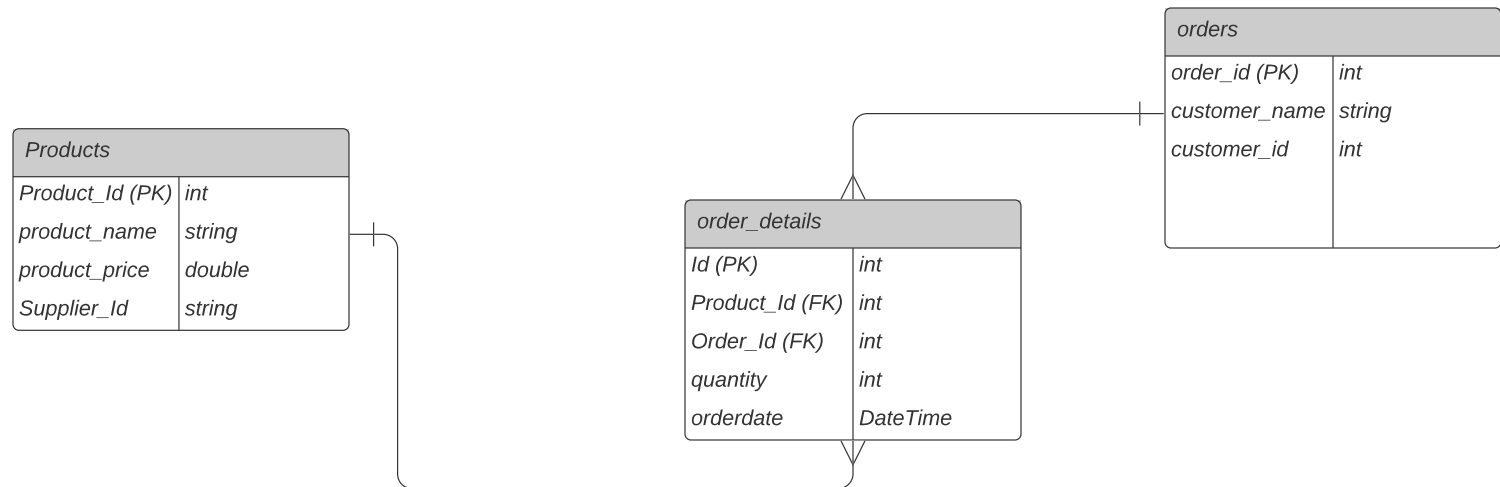 orders
order_id (PK) int
customer_name string
customer_id int
Products
Product_Id (PK) int
product_name string
product_price double
Supplier_Id string
order_details
Id (PK) int
Product_Id (FK) int
Order_Id (FK) int
quantity int
orderdate DateTime